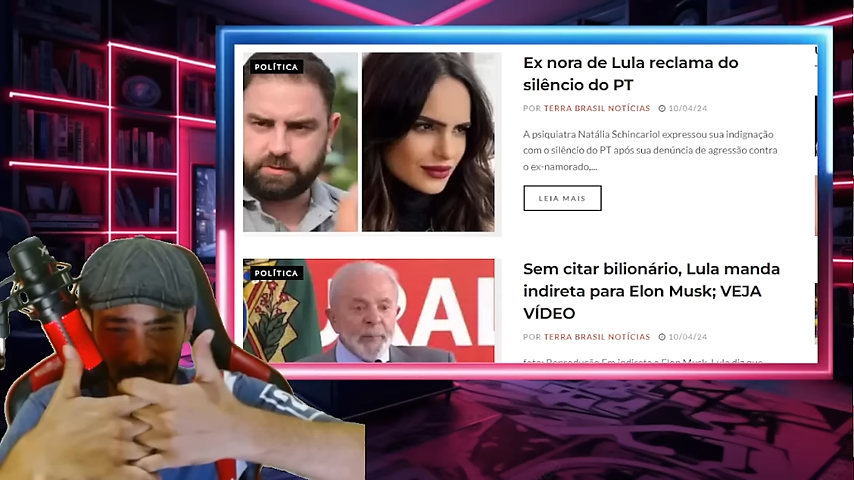 POLÍTICA
Ex nora de Lula reclama do
silêncio do PT
POR TERRA BRASIL NOTÍCIAS 10/04/24
A psiquiatra Natália Schincariol expressou sua indignação
com o silêncio do PT após sua denúncia de agressão contra
o ex-namorado,...
LEIA MAIS
POLÍTICA
RAL
Sem citar bilionário, Lula manda
indireta para Elon Musk; VEJA
VÍDEO
POR TERRA BRASIL NOTÍCIAS 10/04/24